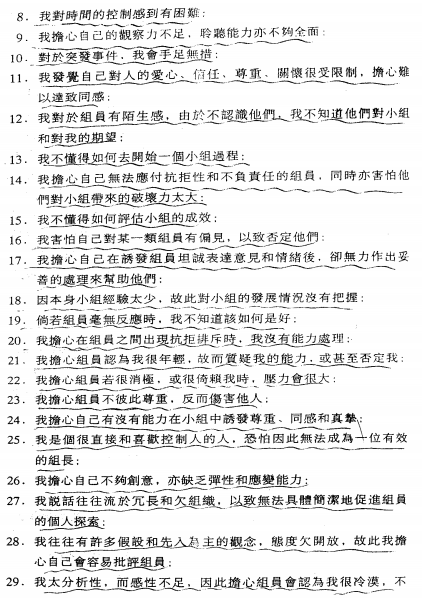 8. 我對時間的控制感到有困難;
9. 我擔心自己的觀察力不足，聆聽能力亦不夠全面;
10. 對於突發事件，我會手足無措;
11. 我發覺自己對人的愛心、信任、尊重、關懷很受限制，擔心難
以達致同感;
12. 我對於組員有陌生感，由於不認識他們，我不知道他們對小組
和對我的期望;
13. 我不懂得如何去開始一個小組過程;
14. 我擔心自己無法應付抗拒性和不負責任的組員，同時亦害怕他
們對小組帶來的破壞力太大;
15. 我不懂得如何評估小組的成效;
16. 我害怕自己對某一類組員有偏見，以致否定他們;
17. 我擔心自己在誘發組員坦誠表達意見和情緒後，卻無力作出妥
善的處理來幫助他們;
18. 因本身小組經驗太少，故此對小組的發展情況沒有把握;
19. 倘若組員毫無反應時，我不知道該如何是好;
20. 我擔心在組員之間出現抗拒排斥時，我沒有能力處理;
21. 我擔心組員認為我很年輕，故而質疑我的能力，或甚至否定我;
22. 我擔心組員若很消極，或很倚賴我時，壓力會很大;
23. 我擔心組員不彼此尊重，反而傷害他人;
24. 我擔心自己有沒有能力在小組中誘發尊重、同感和真摯;
25. 我是個很直接和喜歡控制人的人，恐怕因此無法成為一位有效
的組長;
26. 我擔心自己不夠創意，亦缺乏彈性和應變能力;
27. 我說話往往流於冗長和欠組織，以致無法具體簡潔地促進組員
的個人探索;
28. 我往往有許多假設和先入為主的觀念，態度欠開放，故此我擔
心自己會容易批評組員;
29. 我太分析性，而感性不足，因此擔心組員會認為我很冷漠，不